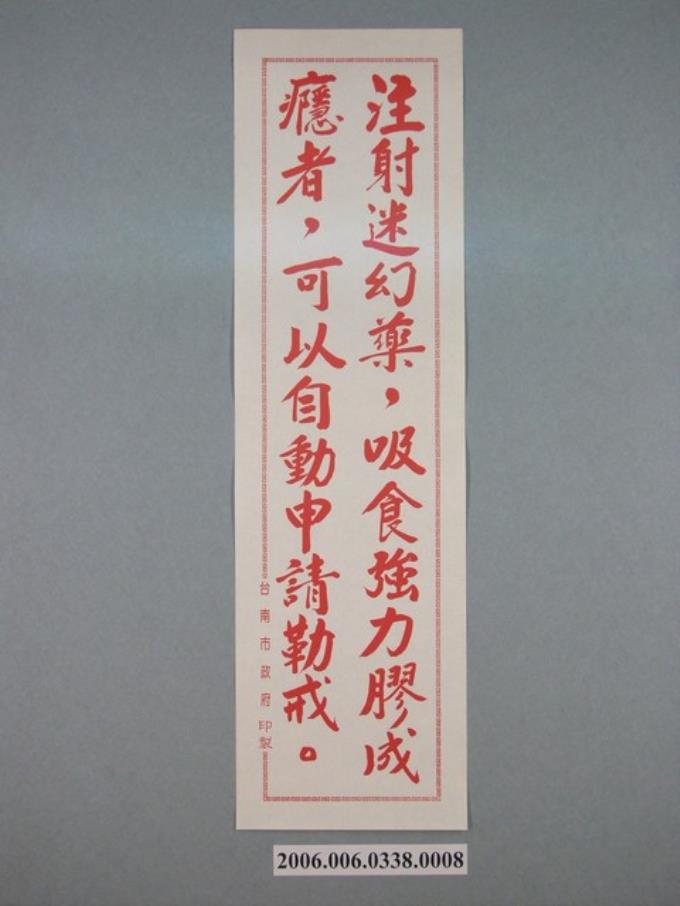 注射迷幻藥，吸食強力膠成
癮者，可以自動申請勒戒。
台南市政府印製
2006.006.0338.0008